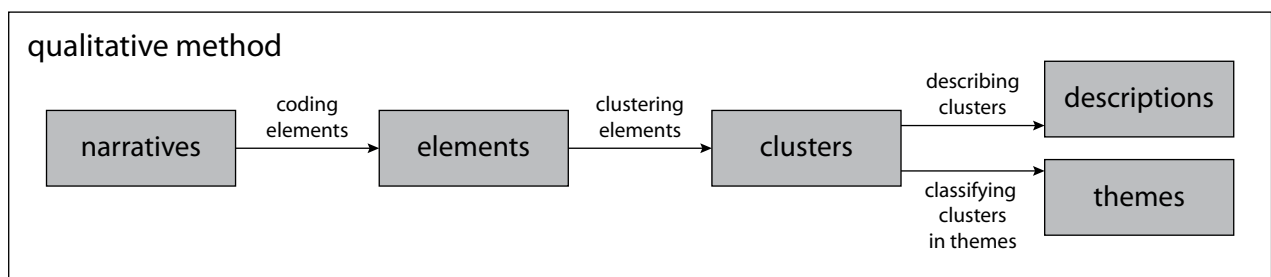 qualitative method
narratives
coding
elements
elements
clustering
elements
clusters
describing
clusters
descriptions
classifying
clusters
in themes
themes